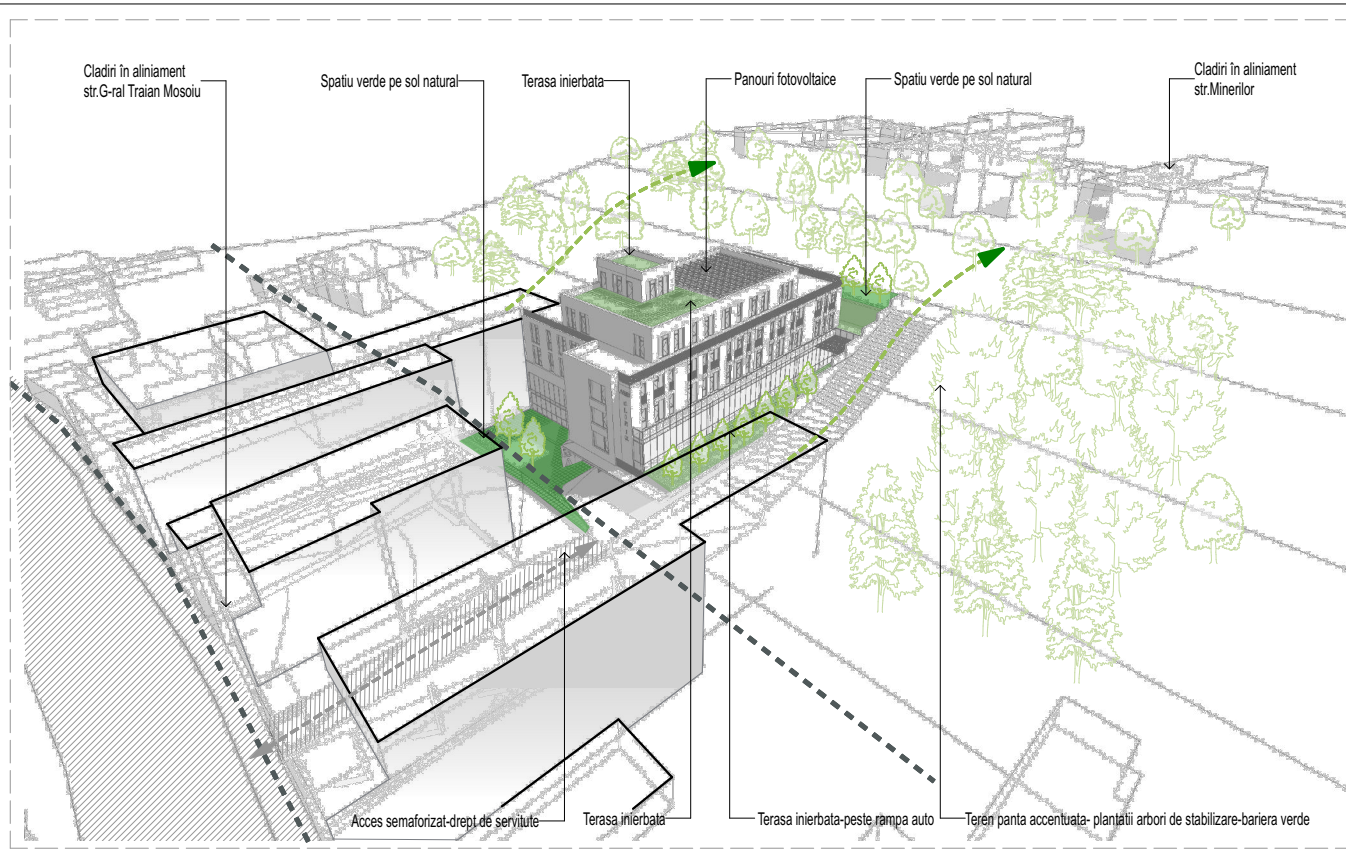 Cladiri în aliniament
str.G-ral Traian Mosoiu
Spatiu verde pe sol natural
Terasa inierbata
Panouri fotovoltaice
Spatiu verde pe sol natural
Cladiri în aliniament
str.Minerilor
Acces semaforizat-drept de servitute
Terasa inierbata
Terasa inierbata-peste rampa auto
Teren panta accentuata- plantatii arbori de stabilizare-bariera verde